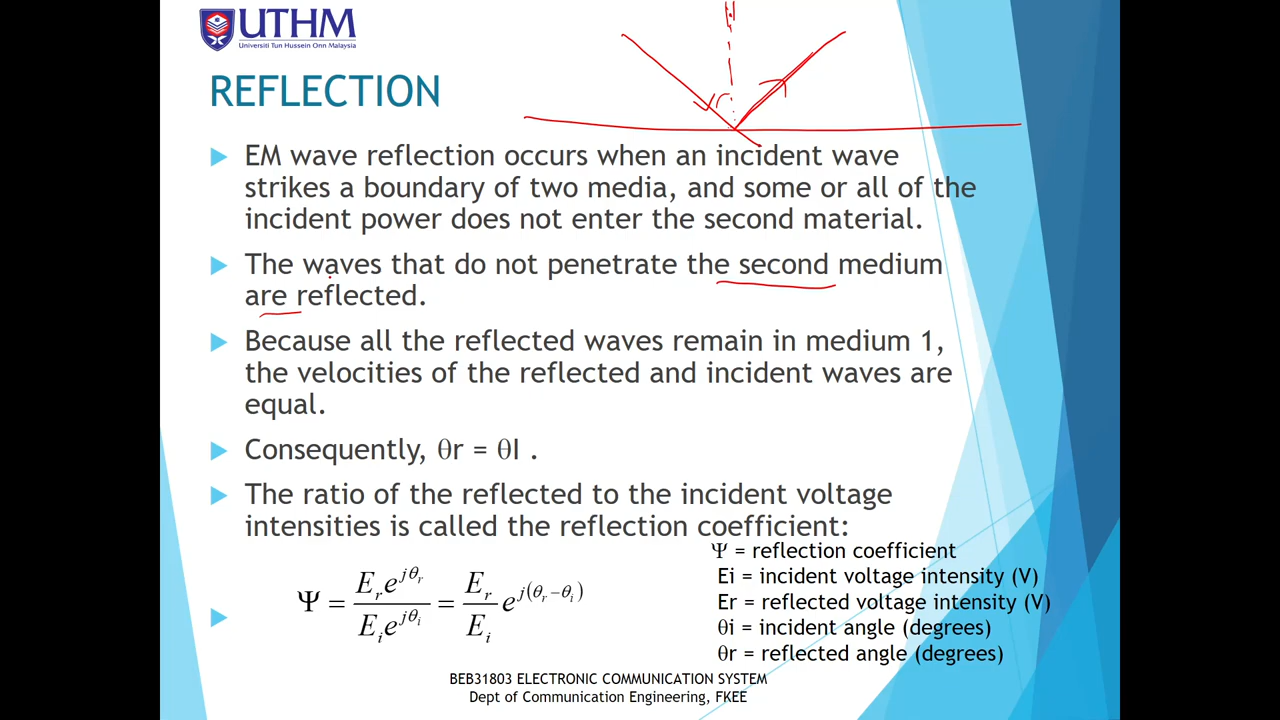 UTHM
Universiti Tun Hussein Onn Malaysia
REFLECTION
EM wave reflection occurs when an incident wave
strikes a boundary of two media, and some or all of the
incident power does not enter the second material.
The waves that do not penetrate the second medium
are reflected.
Because all the reflected waves remain in medium 1,
the velocities of the reflected and incident waves are
equal.
Consequently, θr = θI .
The ratio of the reflected to the incident voltage
intensities is called the reflection coefficient:
Ψ = E_r e^{jθ_r} / E_i e^{jθ_i} = E_r / E_i e^{j(θ_r − θ_i)}
Ψ = reflection coefficient
Ei = incident voltage intensity (V)
Er = reflected voltage intensity (V)
θi = incident angle (degrees)
θr = reflected angle (degrees)
BEB31803 ELECTRONIC COMMUNICATION SYSTEM
Dept of Communication Engineering, FKEE